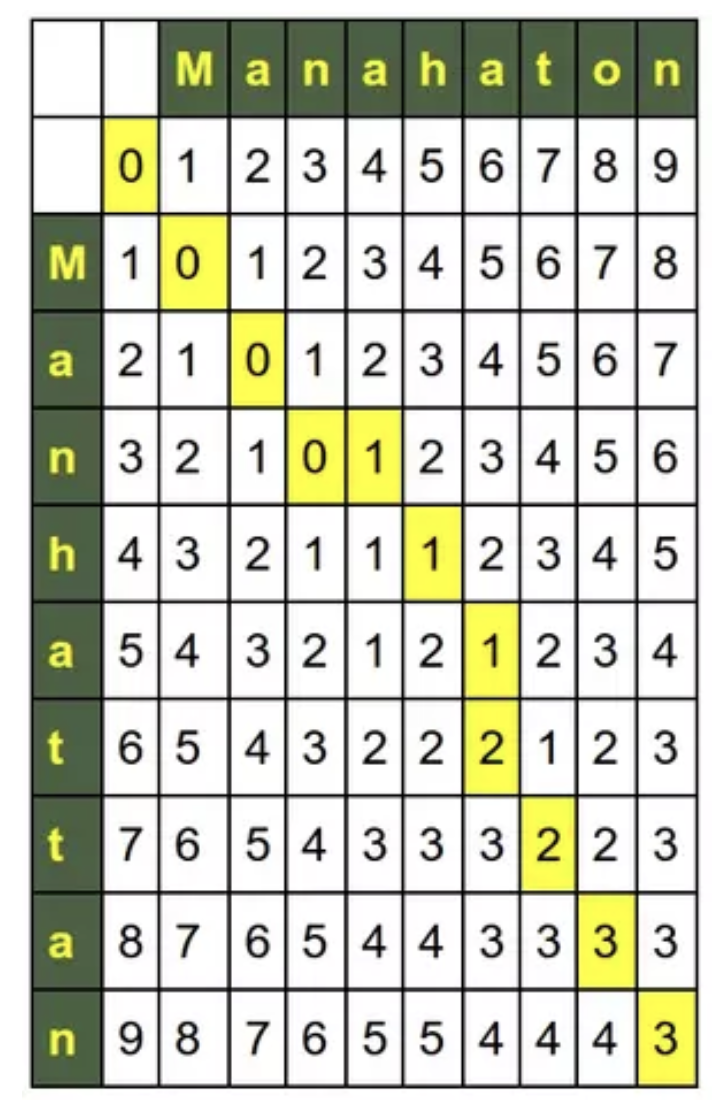 M a n a h a t o n
0 1 2 3 4 5 6 7 8 9
M 1 0 1 2 3 4 5 6 7 8
a 2 1 0 1 2 3 4 5 6 7
n 3 2 1 0 1 2 3 4 5 6
h 4 3 2 1 1 1 2 3 4 5
a 5 4 3 2 1 2 1 2 3 4
t 6 5 4 3 2 2 2 1 2 3
t 7 6 5 4 3 3 3 2 2 3
a 8 7 6 5 4 4 3 3 3 3
n 9 8 7 6 5 5 4 4 4 3